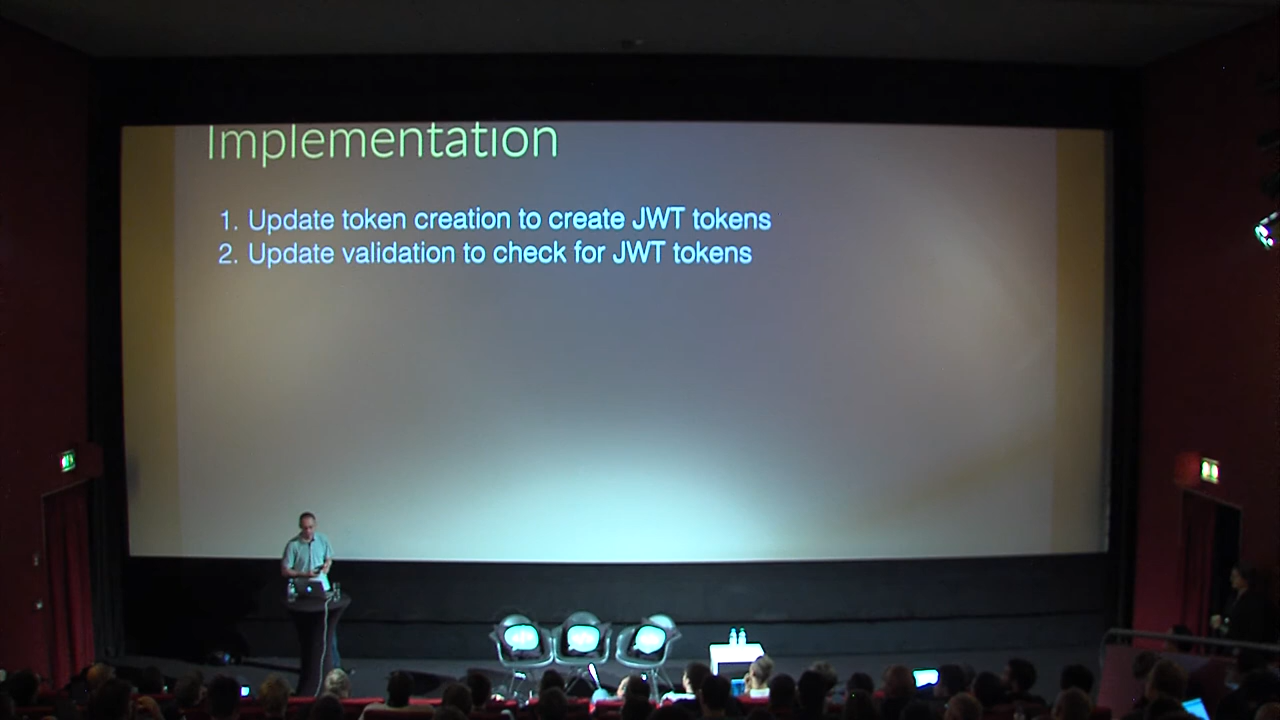 Implementation
1. Update token creation to create JWT tokens
2. Update validation to check for JWT tokens